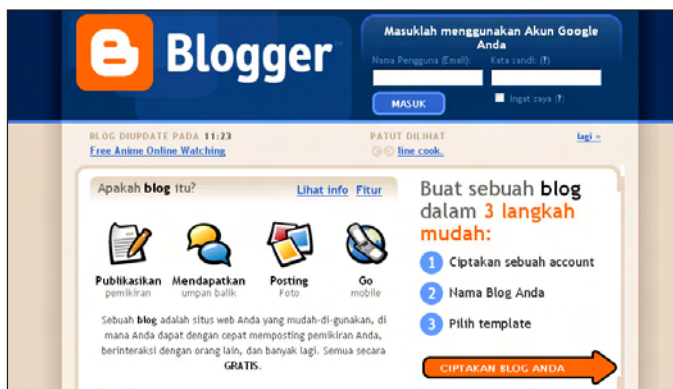 Blogger™
Masuklah menggunakan Akun Google
Anda
Nama Pengguna (Email): Kata sandi: (?)
MASUK Ingat saya (?)
BLOG DIUPDATE PADA 11:23
Free Anime Online Watching
PATUT DILIHAT lagi »
line cook.
Apakah blog itu? Lihat info Fitur
Publikasikan Mendapatkan Posting Go
pemikiran umpan balik Foto mobile
Sebuah blog adalah situs web Anda yang mudah-di-gunakan, di
mana Anda dapat dengan cepat memposting pemikiran Anda,
berinteraksi dengan orang lain, dan banyak lagi. Semua secara
GRATIS.
Buat sebuah blog
dalam 3 langkah
mudah:
1 Ciptakan sebuah account
2 Nama Blog Anda
3 Pilih template
CIPTAKAN BLOG ANDA